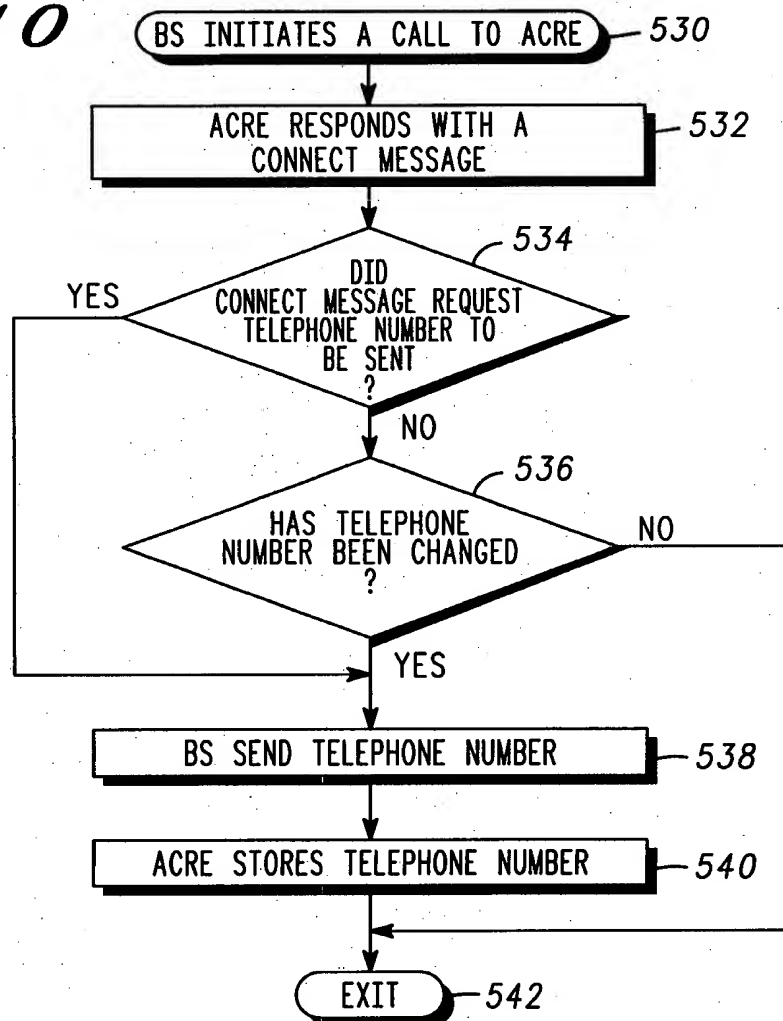 10
BS INITIATES A CALL TO ACRE
530
ACRE RESPONDS WITH A
CONNECT MESSAGE
532
534
DID
CONNECT MESSAGE REQUEST
TELEPHONE NUMBER TO
BE SENT
?
YES
NO
536
HAS TELEPHONE
NUMBER BEEN CHANGED
?
NO
YES
BS SEND TELEPHONE NUMBER
538
ACRE STORES TELEPHONE NUMBER
540
EXIT
542